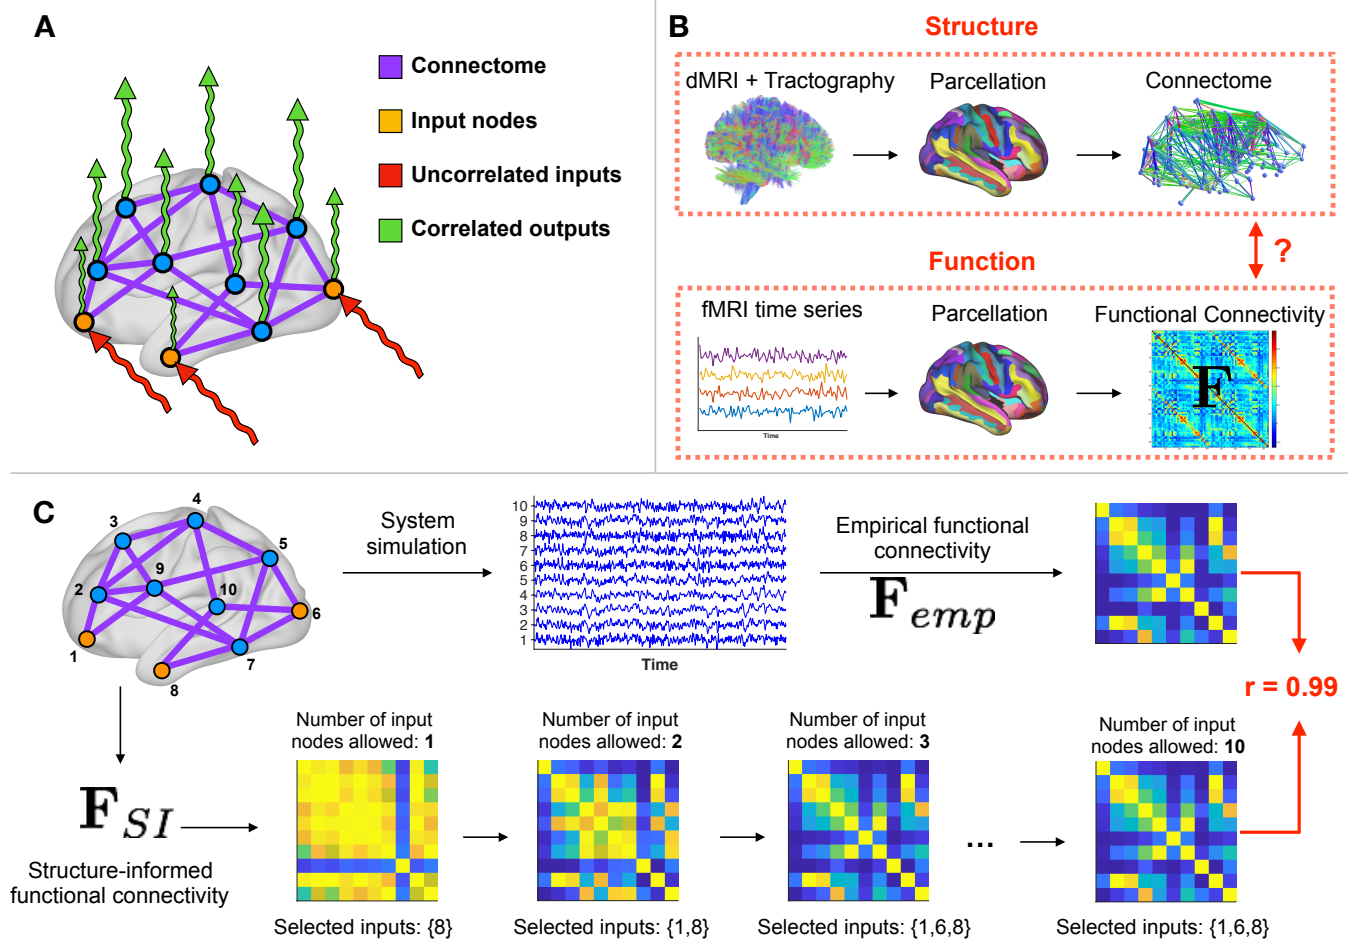 A
Connectome
Input nodes
Uncorrelated inputs
Correlated outputs
B
Structure
dMRI + Tractography
Parcellation
Connectome
?
Function
fMRI time series
Parcellation
Functional Connectivity
Time
F
C
1
2
3
4
5
6
7
8
9
10
System
simulation
10
9
8
7
6
5
4
3
2
1
Time
Empirical functional
connectivity
F emp
r = 0.99
F SI
Structure-informed
functional connectivity
Number of input
nodes allowed: 1
Selected inputs: {8}
Number of input
nodes allowed: 2
Selected inputs: {1,8}
Number of input
nodes allowed: 3
Selected inputs: {1,6,8}
...
Number of input
nodes allowed: 10
Selected inputs: {1,6,8}